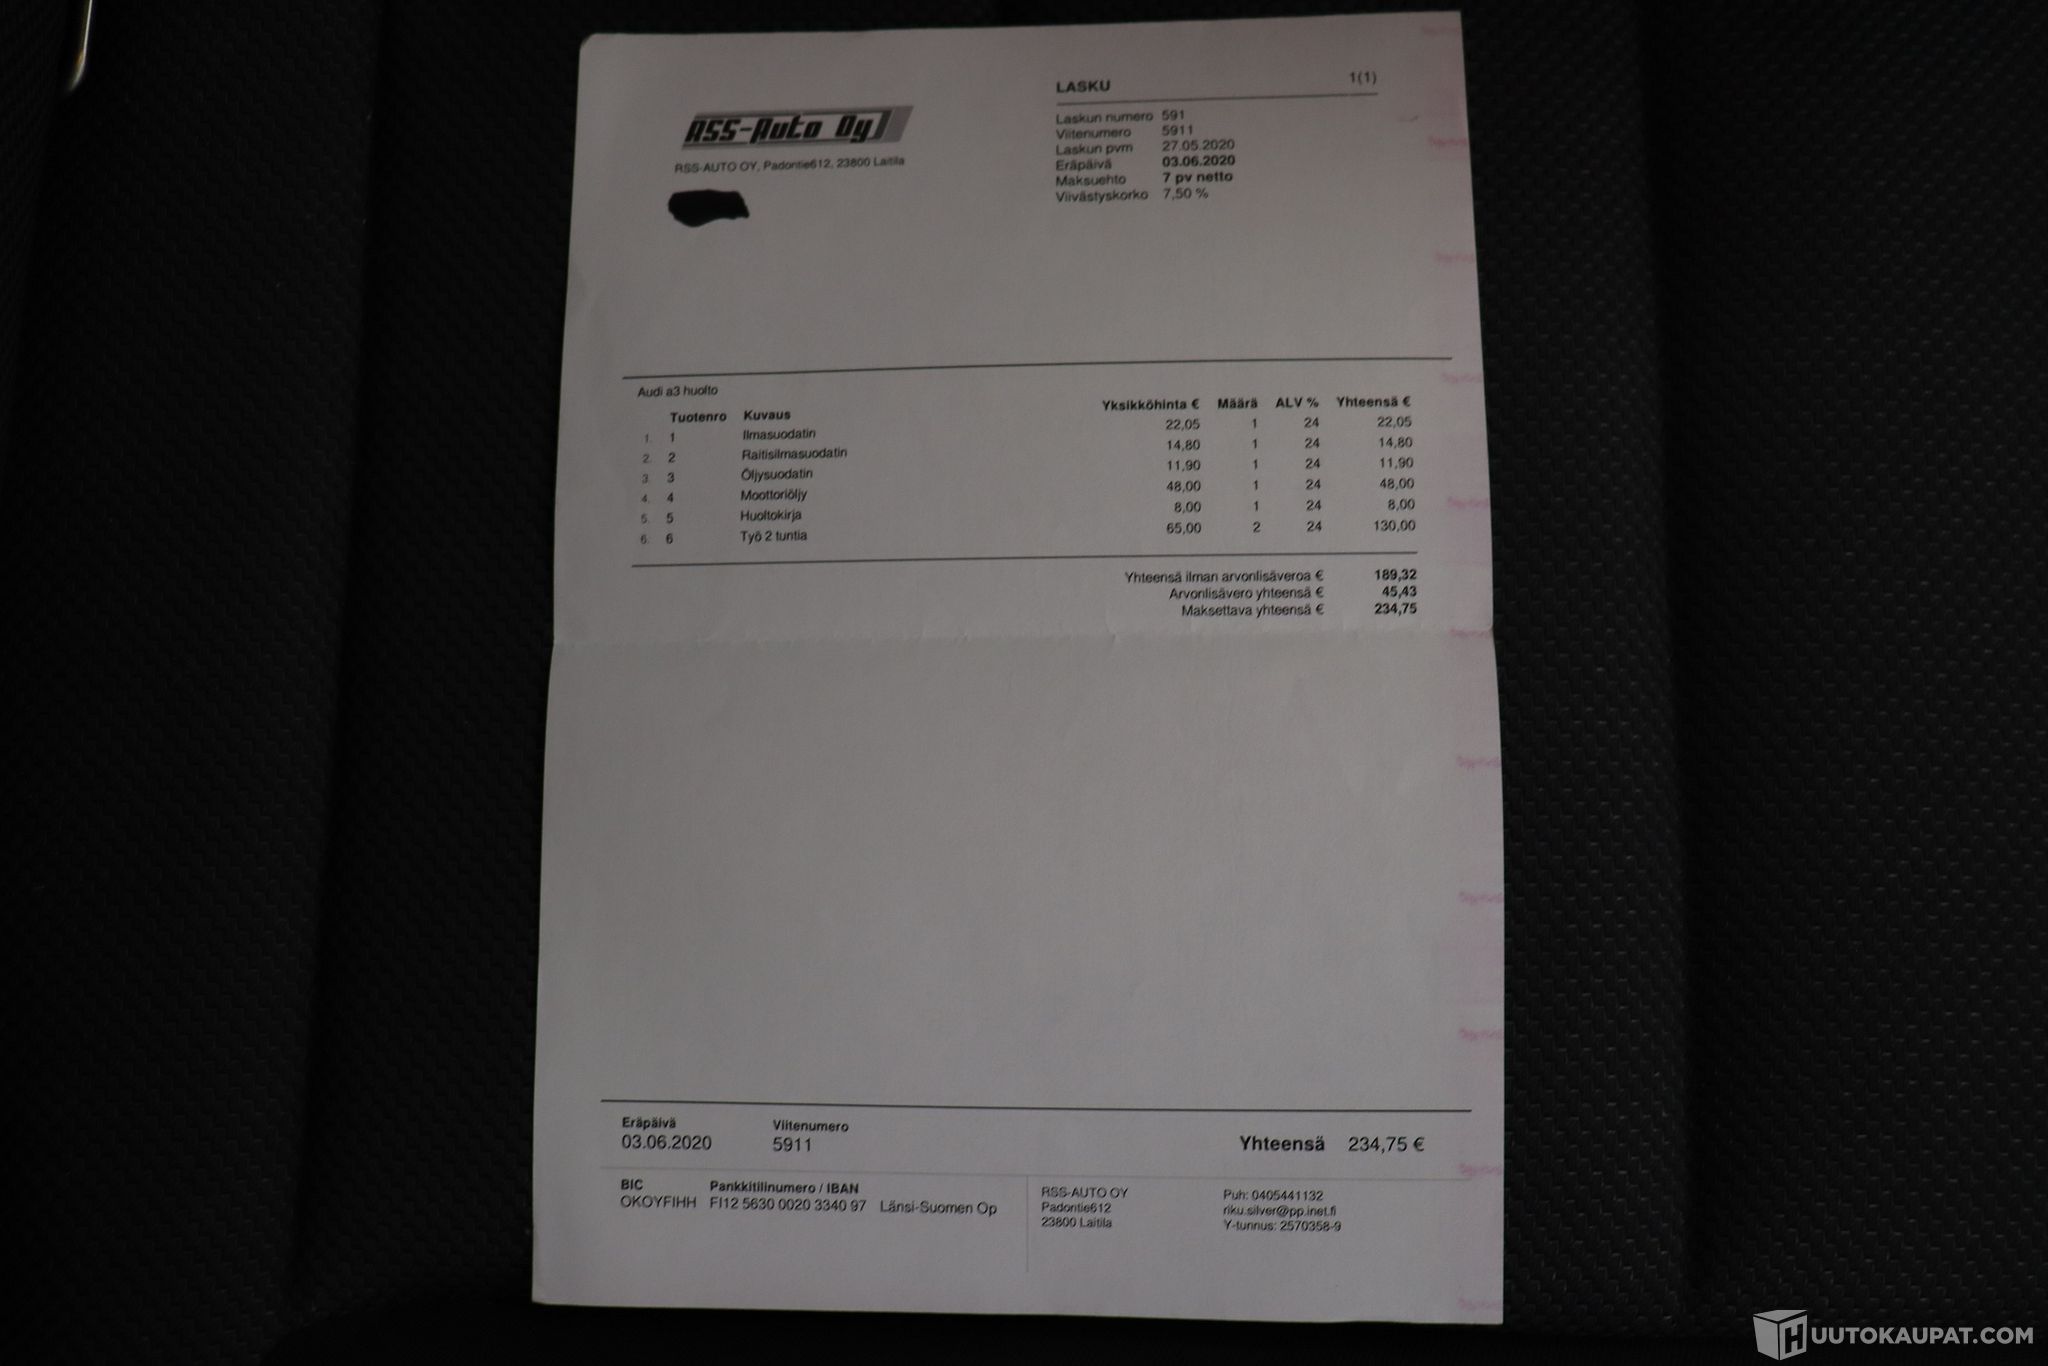 RSS-Auto Oy
RSS-AUTO OY, Padontie612, 23800 Laitila
LASKU 1(1)
Laskun numero 591
Viitenumero 5911
Laskun pvm 27.05.2020
Eräpäivä 03.06.2020
Maksuehto 7 pv netto
Viivästyskorko 7,50 %
Audi a3 huolto
Tuotenro Kuvaus Yksikköhinta € Määrä ALV % Yhteensä €
1. 1 Ilmasuodatin 22,05 1 24 22,05
2. 2 Raitisilmasuodatin 14,80 1 24 14,80
3. 3 Öljysuodatin 11,90 1 24 11,90
4. 4 Moottoriöljy 48,00 1 24 48,00
5. 5 Huoltokirja 8,00 1 24 8,00
6. 6 Työ 2 tuntia 65,00 2 24 130,00
Yhteensä ilman arvonlisäveroa € 189,32
Arvonlisävero yhteensä € 45,43
Maksettava yhteensä € 234,75
Eräpäivä Viitenumero
03.06.2020 5911 Yhteensä 234,75 €
BIC Pankkitilinumero / IBAN
OKOYFIHH FI12 5630 0020 3340 97 Länsi-Suomen Op
RSS-AUTO OY
Padontie612
23800 Laitila
Puh: 0405441132
riku.silver@pp.inet.fi
Y-tunnus: 2570358-9
HUUTOKAUPAT.COM